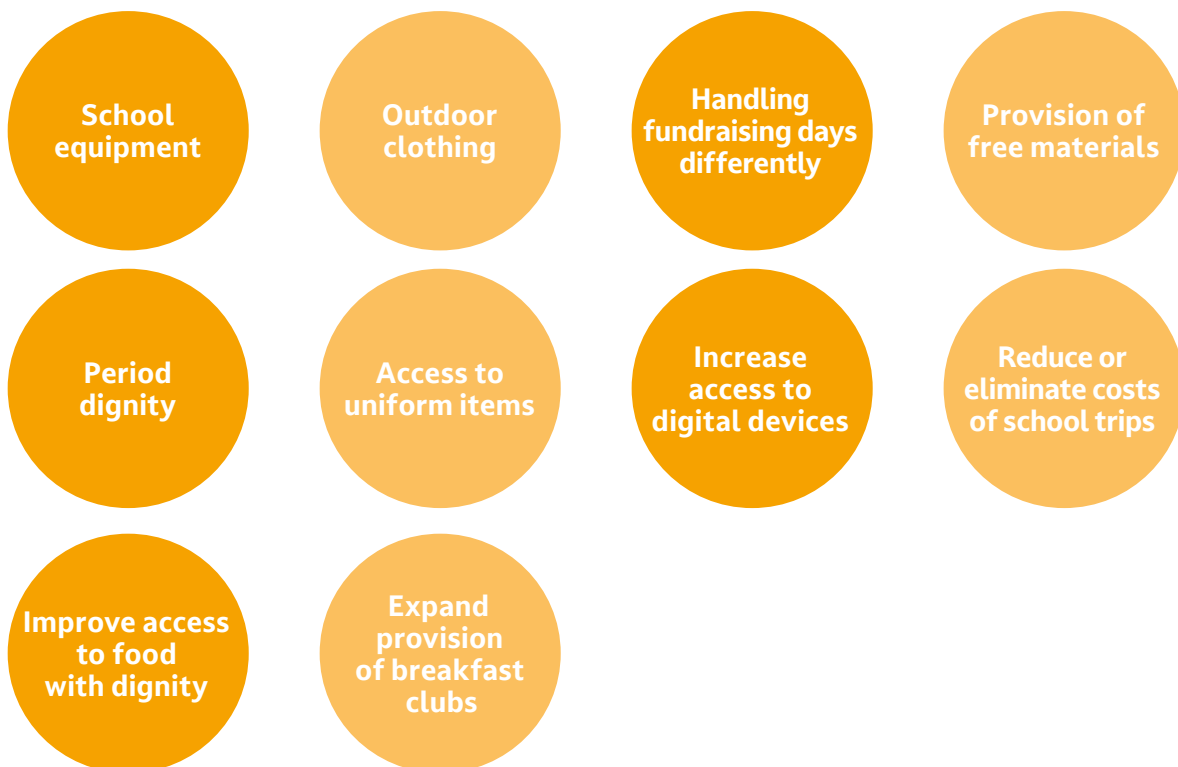 School
equipment
Outdoor
clothing
Handling
fundraising days
differently
Provision of
free materials
Period
dignity
Access to
uniform items
Increase
access to
digital devices
Reduce or
eliminate costs
of school trips
Improve access
to food
with dignity
Expand
provision
of breakfast
clubs